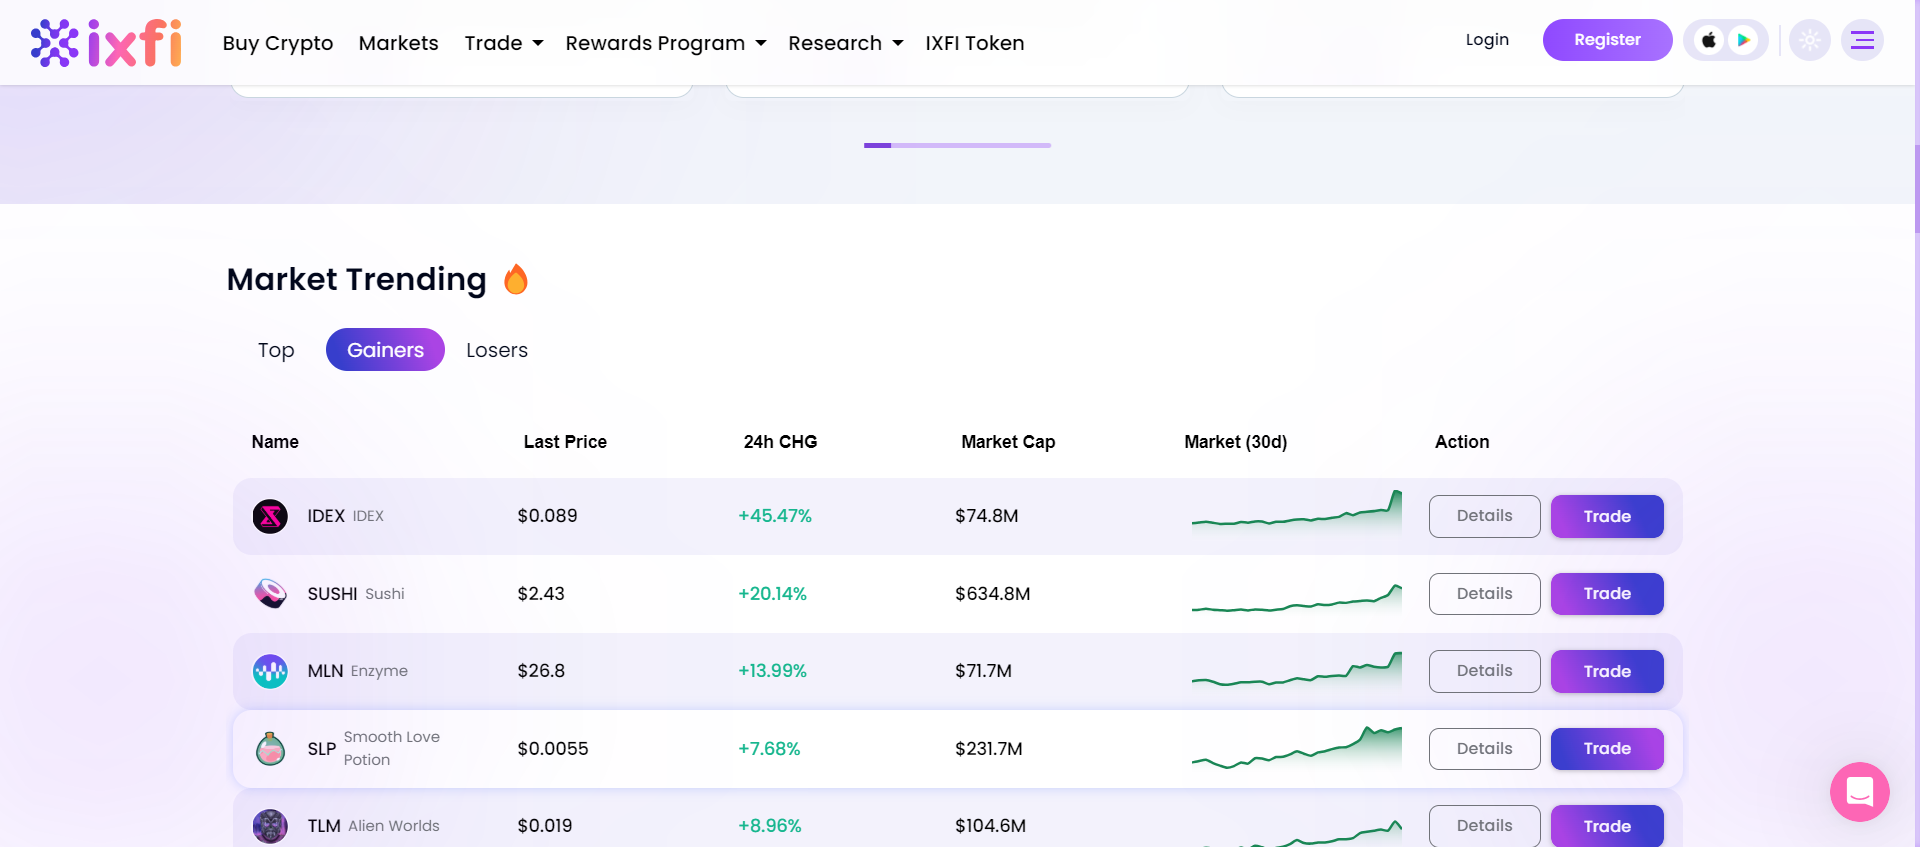 ixfi Buy Crypto Markets Trade Rewards Program Research IXFI Token Login Register
Market Trending
Top Gainers Losers
Name Last Price 24h CHG Market Cap Market (30d) Action
IDEX IDEX $0.089 +45.47% $74.8M Details Trade
SUSHI Sushi $2.43 +20.14% $634.8M Details Trade
MLN Enzyme $26.8 +13.99% $71.7M Details Trade
SLP Smooth Love
Potion $0.0055 +7.68% $231.7M Details Trade
TLM Alien Worlds $0.019 +8.96% $104.6M Details Trade